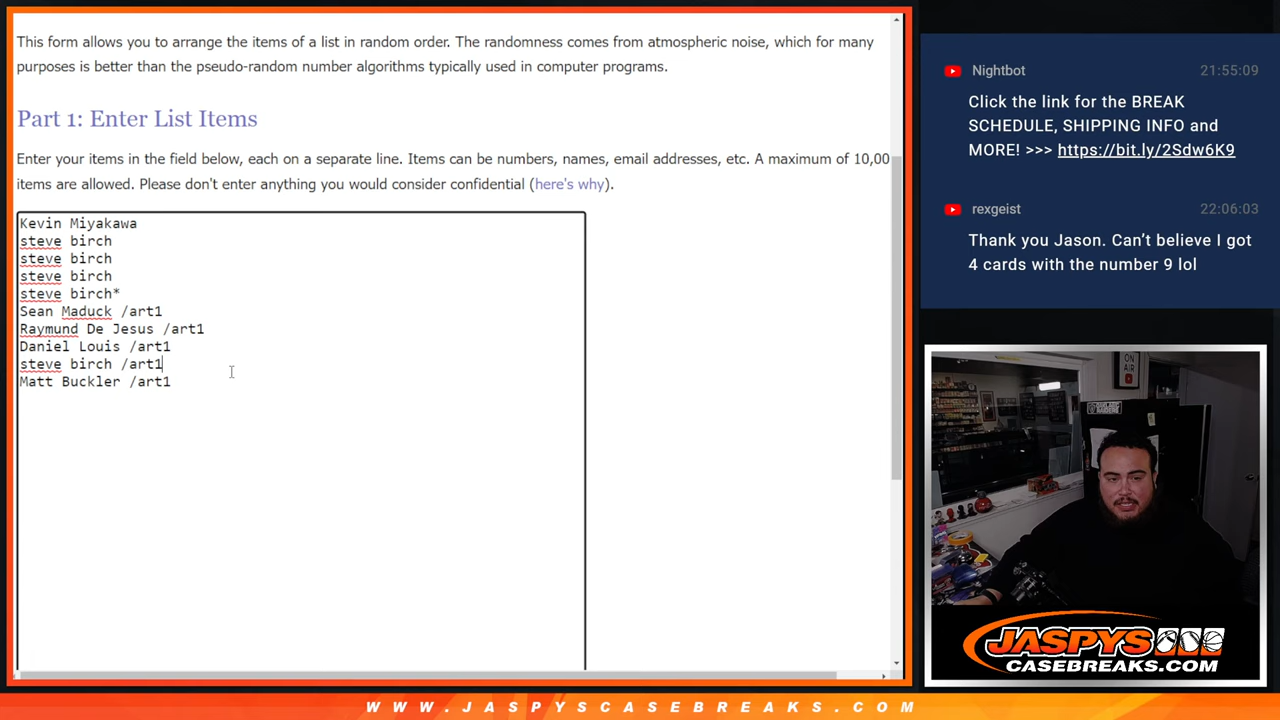 This form allows you to arrange the items of a list in random order. The randomness comes from atmospheric noise, which for many
purposes is better than the pseudo-random number algorithms typically used in computer programs.
Part 1: Enter List Items
Enter your items in the field below, each on a separate line. Items can be numbers, names, email addresses, etc. A maximum of 10,00
items are allowed. Please don't enter anything you would consider confidential (here's why).
Kevin Miyakawa
steve birch
steve birch
steve birch
steve birch*
Sean Maduck /art1
Raymund De Jesus /art1
Daniel Louis /art1
steve birch /art1
Matt Buckler /art1
Nightbot 21:55:09
Click the link for the BREAK
SCHEDULE, SHIPPING INFO and
MORE! >>> https://bit.ly/2Sdw6K9
rexgeist 22:06:03
Thank you Jason. Can’t believe I got
4 cards with the number 9 lol
ON
AIR
JASPYS
CASEBREAKS.COM
WWW.JASPYSCASEBREAKS.COM